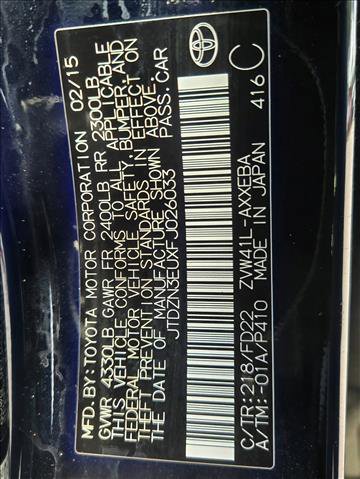 MFD. BY: TOYOTA MOTOR CORPORATION 02/15
GVWR 4330LB GAWR FR 2400LB RR 2300LB
THIS VEHICLE CONFORMS TO ALL APPLICABLE
FEDERAL MOTOR VEHICLE SAFETY, BUMPER, AND
THEFT PREVENTION STANDARDS IN EFFECT ON
THE DATE OF MANUFACTURE SHOWN ABOVE.
JTDZN3EUXFJ026033 PASS. CAR
C/TR: 218/FD22 ZVW41L-AXXEBA
A/TM: -01A/P410 MADE IN JAPAN 416
C
TOYOTA